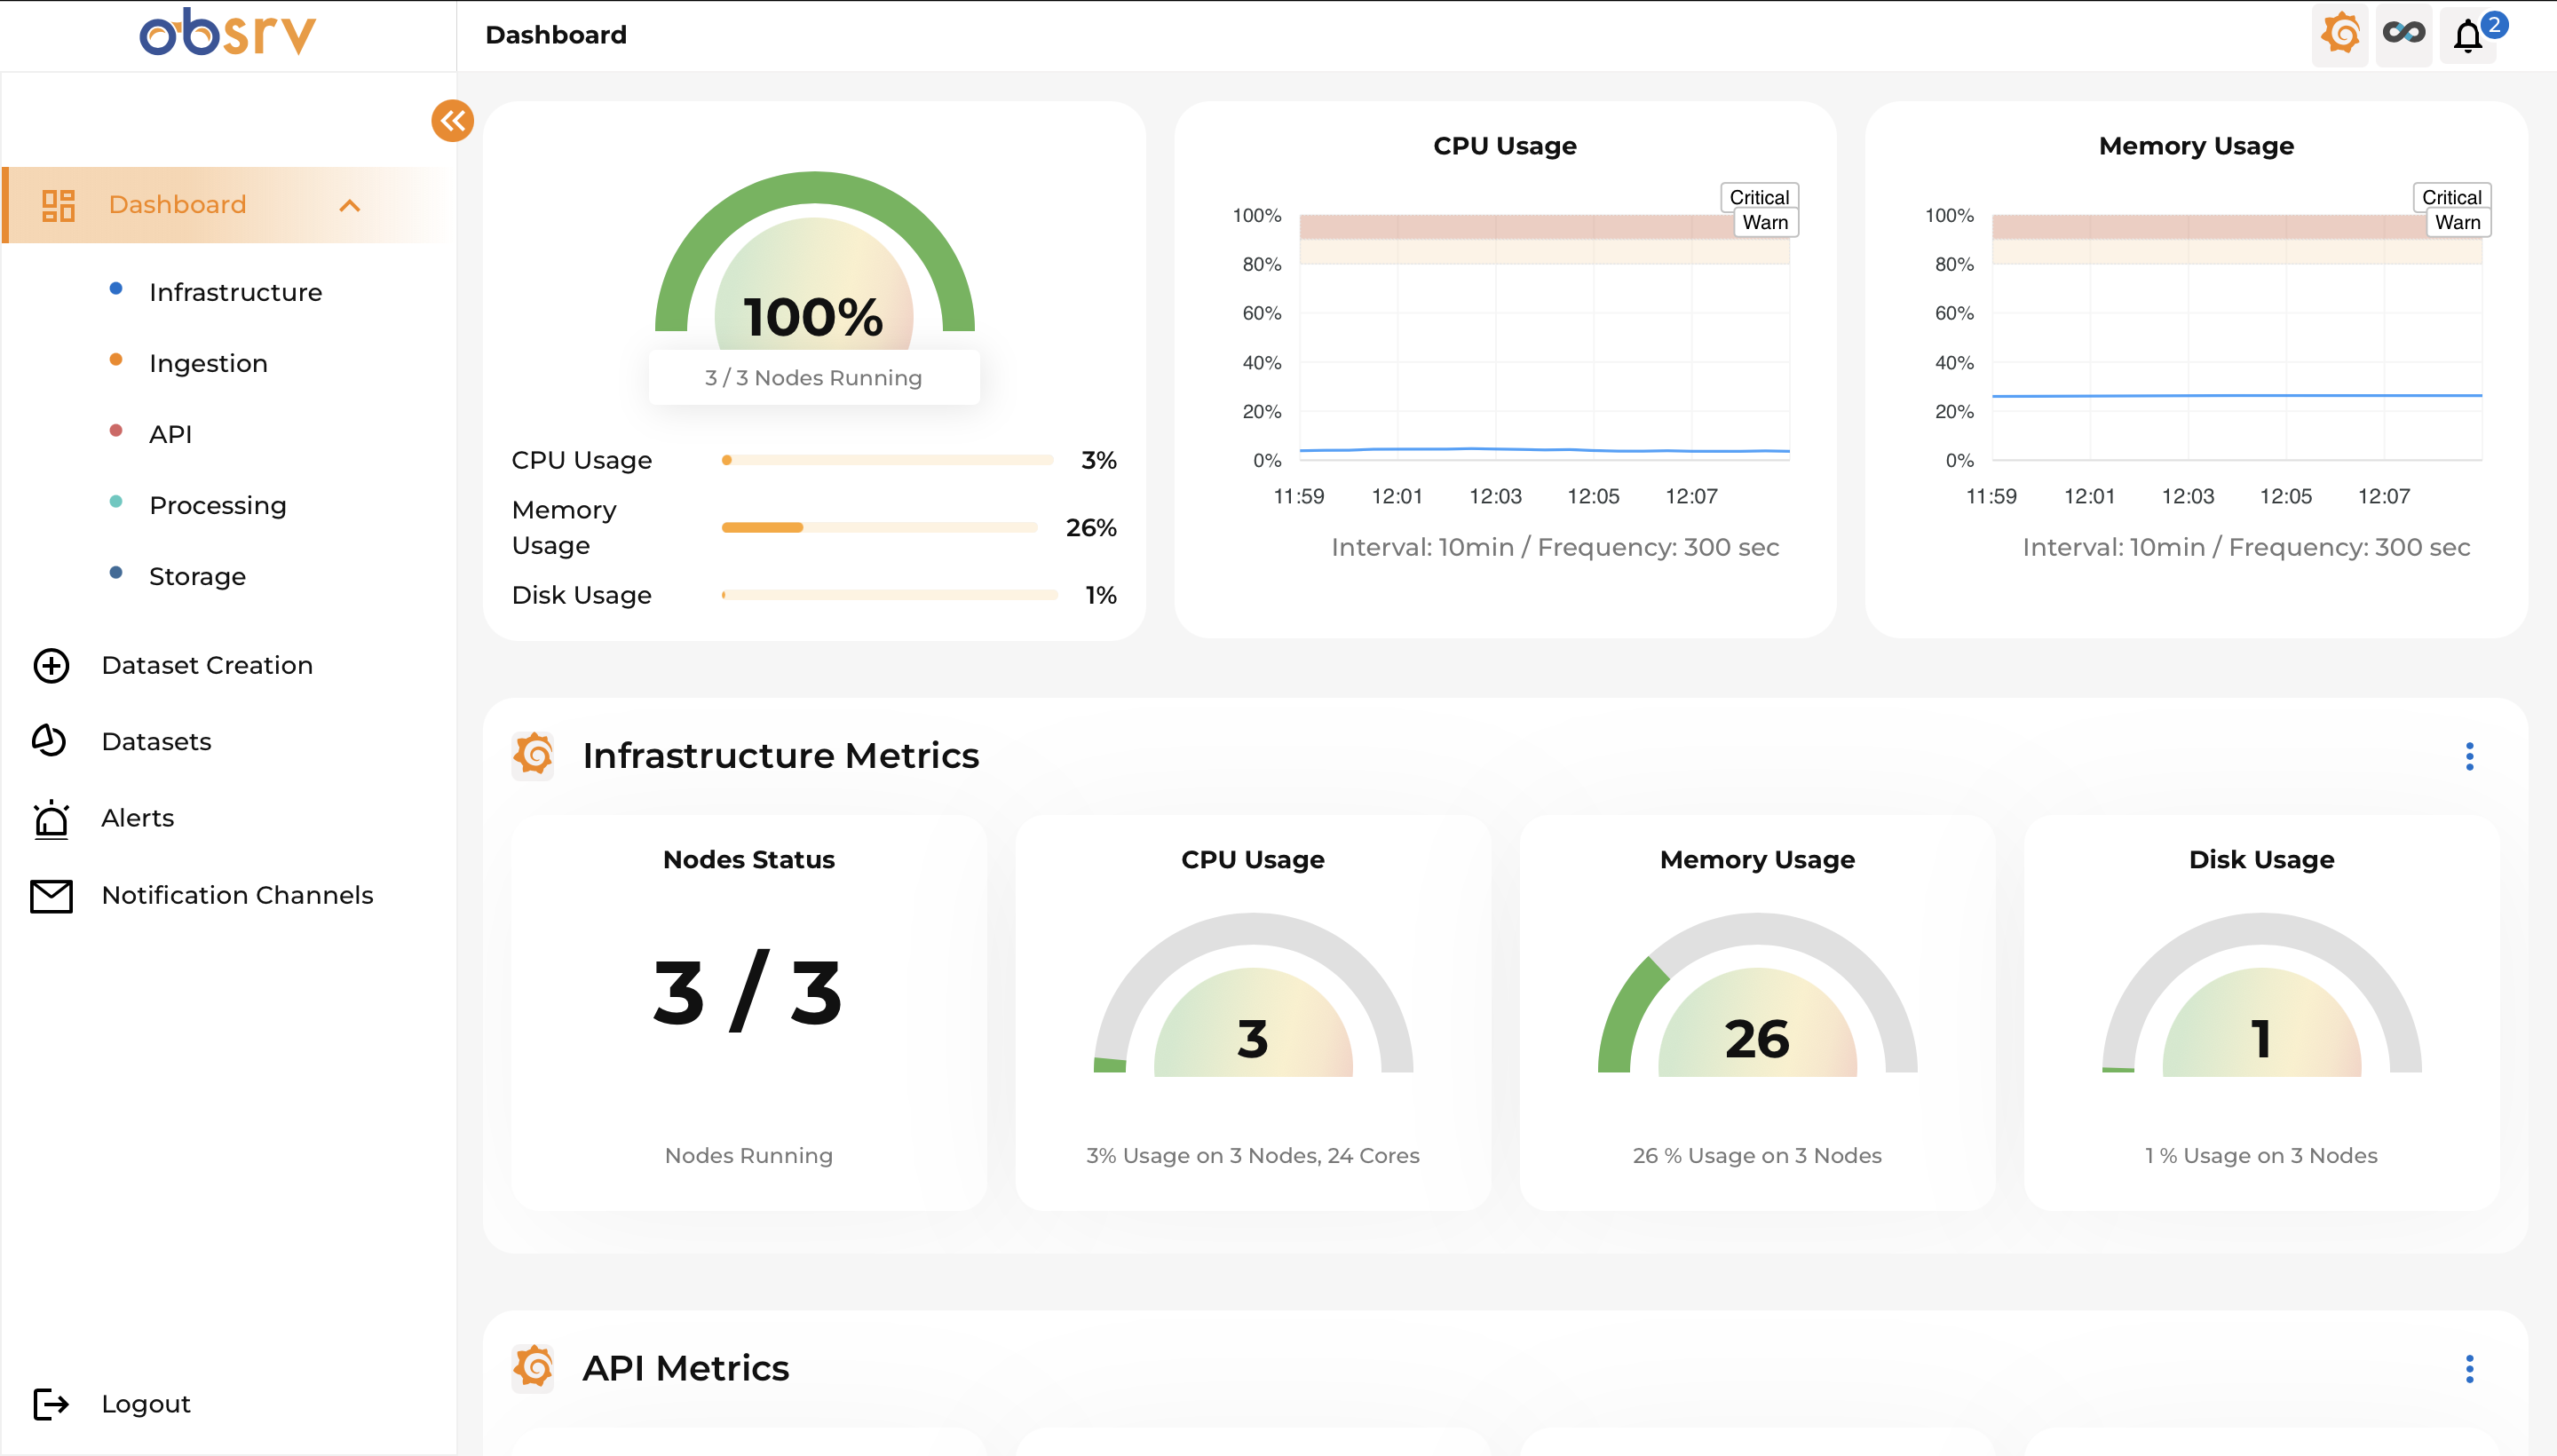 obsrv
Dashboard
2
Dashboard
Infrastructure
Ingestion
API
Processing
Storage
Dataset Creation
Datasets
Alerts
Notification Channels
Logout
100%
3 / 3 Nodes Running
CPU Usage
3%
Memory
Usage
26%
Disk Usage
1%
CPU Usage
Critical
Warn
100%
80%
60%
40%
20%
0%
11:59 12:01 12:03 12:05 12:07
Interval: 10min / Frequency: 300 sec
Memory Usage
Critical
Warn
100%
80%
60%
40%
20%
0%
11:59 12:01 12:03 12:05 12:07
Interval: 10min / Frequency: 300 sec
Infrastructure Metrics
Nodes Status
3 / 3
Nodes Running
CPU Usage
3
3% Usage on 3 Nodes, 24 Cores
Memory Usage
26
26 % Usage on 3 Nodes
Disk Usage
1
1 % Usage on 3 Nodes
API Metrics